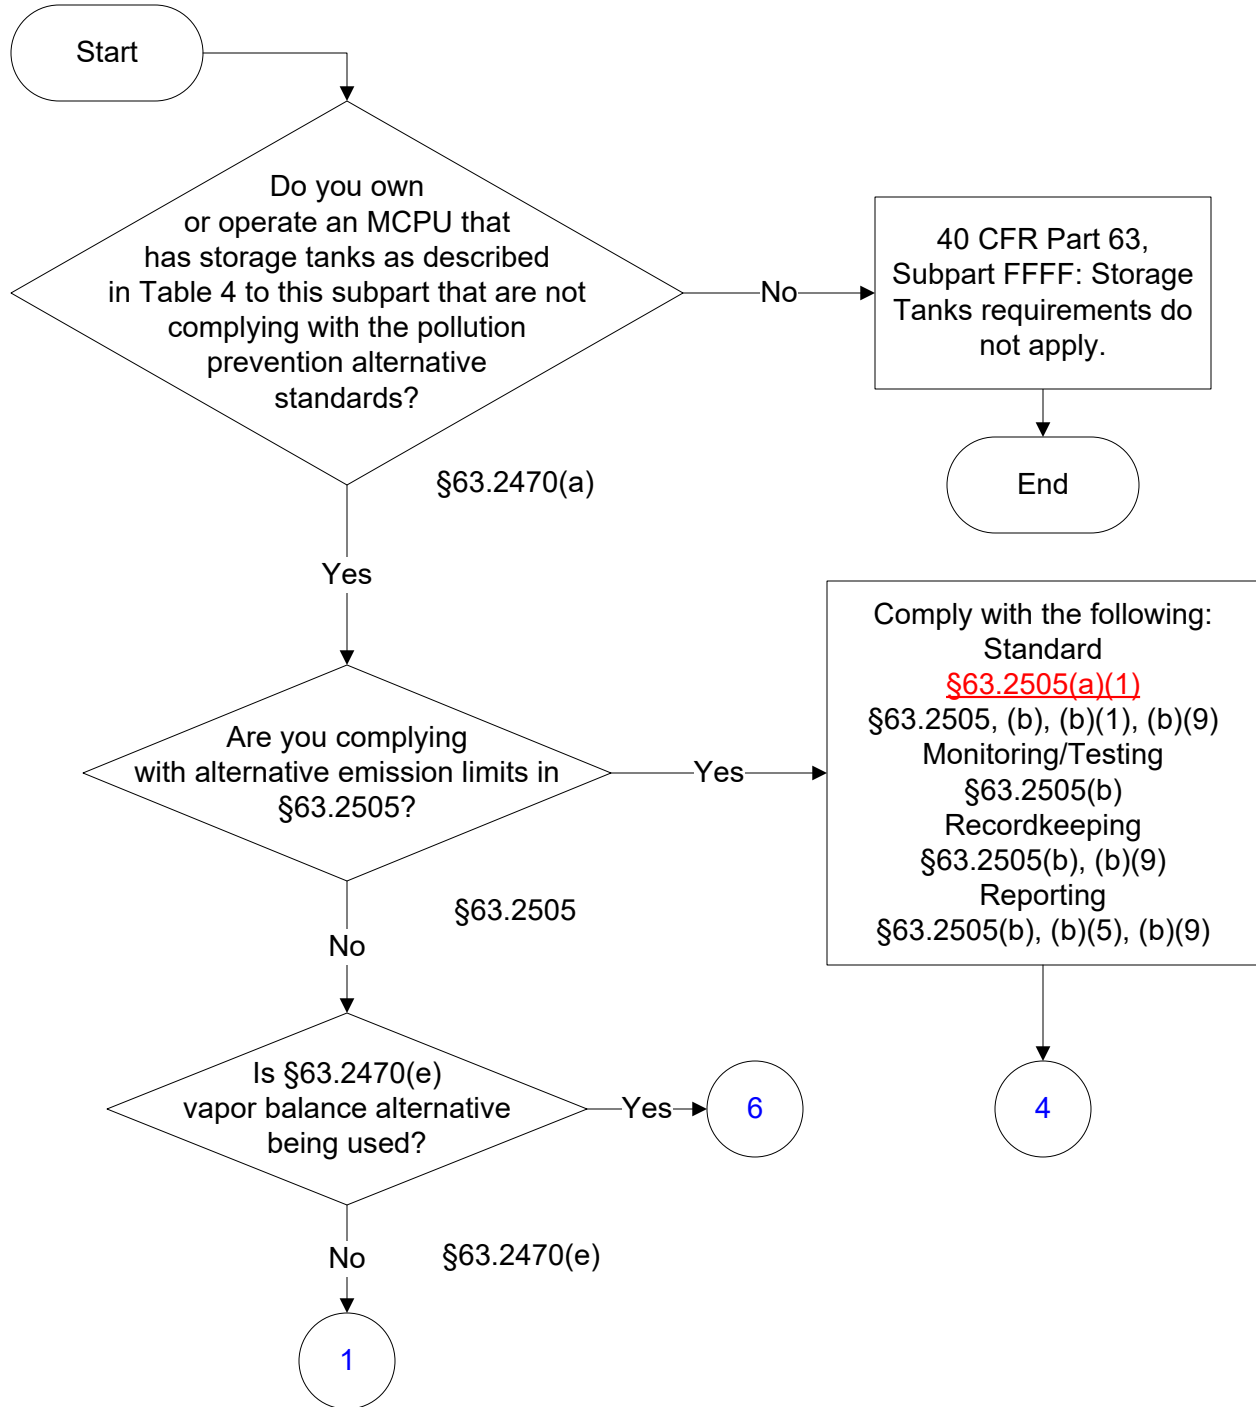 Start
Do you own
or operate an MCPU that
has storage tanks as described
in Table 4 to this subpart that are not
complying with the pollution
prevention alternative
standards?
No
40 CFR Part 63,
Subpart FFFF: Storage
Tanks requirements do
not apply.
End
§63.2470(a)
Yes
Are you complying
with alternative emission limits in
§63.2505?
Yes
Comply with the following:
Standard
§63.2505(a)(1)
§63.2505, (b), (b)(1), (b)(9)
Monitoring/Testing
§63.2505(b)
Recordkeeping
§63.2505(b), (b)(9)
Reporting
§63.2505(b), (b)(5), (b)(9)
§63.2505
No
Is §63.2470(e)
vapor balance alternative
being used?
Yes
6
4
No
§63.2470(e)
1